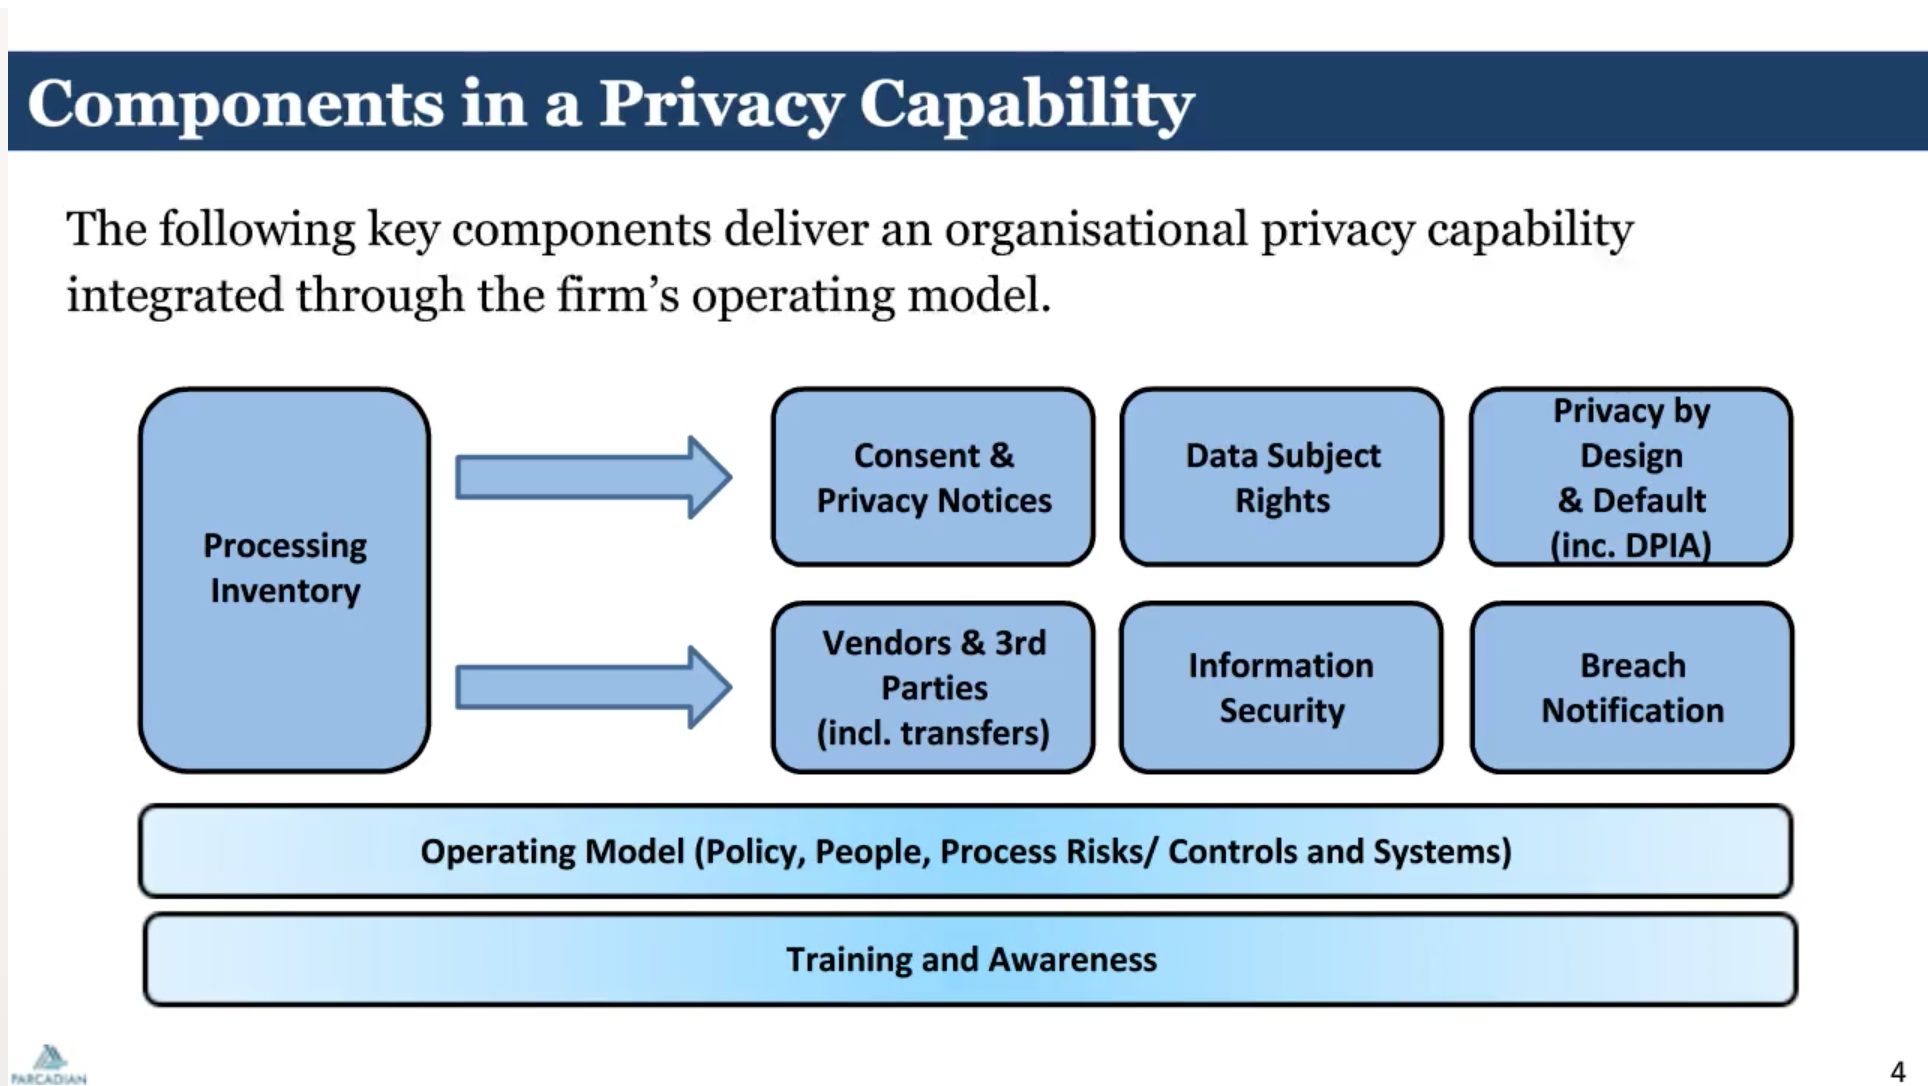 Components in a Privacy Capability
The following key components deliver an organisational privacy capability
integrated through the firm’s operating model.
Processing
Inventory
Consent &
Privacy Notices
Data Subject
Rights
Privacy by
Design
& Default
(inc. DPIA)
Vendors & 3rd
Parties
(incl. transfers)
Information
Security
Breach
Notification
Operating Model (Policy, People, Process Risks/ Controls and Systems)
Training and Awareness
PARCADIAN
4